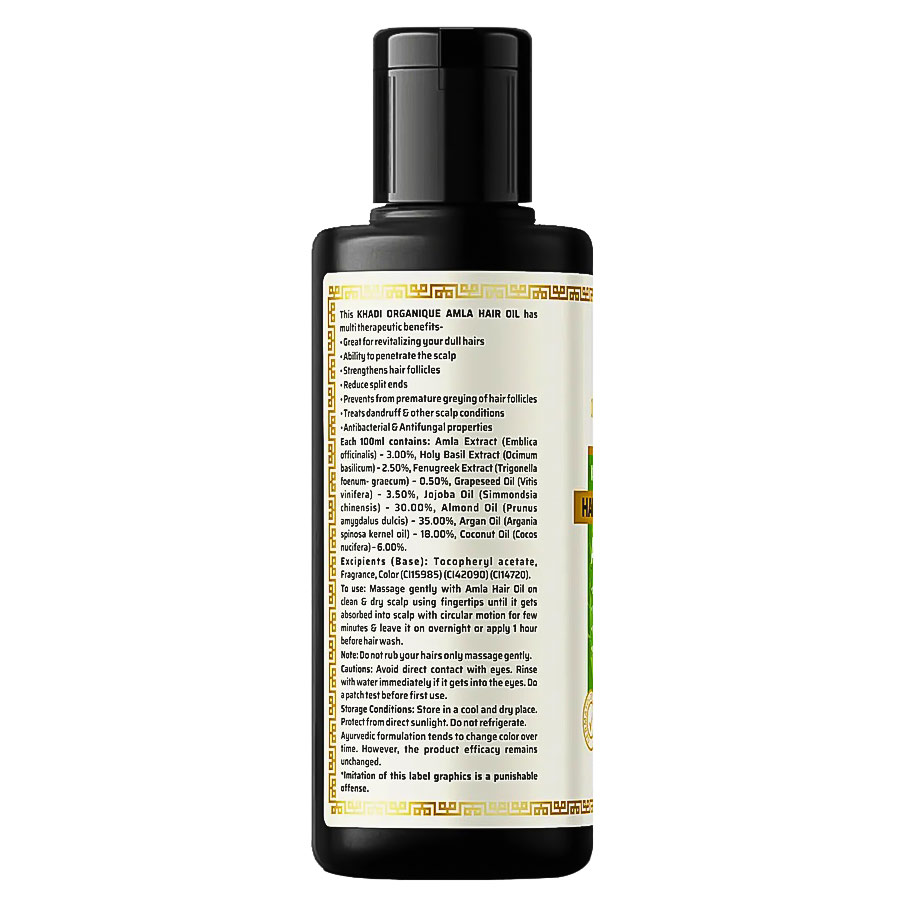 This KHADI ORGANIQUE AMLA HAIR OIL has
multi therapeutic benefits-
•Great for revitalizing your dull hairs
•Ability to penetrate the scalp
•Strengthens hair follicles
•Reduce split ends
•Prevents from premature greying of hair follicles
•Treats dandruff & other scalp conditions
•Antibacterial & Antifungal properties
Each 100ml contains: Amla Extract (Emblica
officinalis) - 3.00%, Holy Basil Extract (Ocimum
basilicum) - 2.50%, Fenugreek Extract (Trigonella
foenum- graecum) - 0.50%, Grapeseed Oil (Vitis
vinifera) - 3.50%, Jojoba Oil (Simmondsia
chinensis) - 30.00%, Almond Oil (Prunus
amygdalus dulcis) - 35.00%, Argan Oil (Argania
spinosa kernel oil) - 18.00%, Coconut Oil (Cocos
nucifera) - 6.00%.
Excipients (Base): Tocopheryl acetate,
Fragrance, Color (CI15985) (CI42090) (CI14720).
To use: Massage gently with Amla Hair Oil on
clean & dry scalp using fingertips until it gets
absorbed into scalp with circular motion for few
minutes & leave it on overnight or apply 1 hour
before hair wash.
Note: Do not rub your hairs only massage gently.
Cautions: Avoid direct contact with eyes. Rinse
with water immediately if it gets into the eyes. Do
a patch test before first use.
Storage Conditions: Store in a cool and dry place.
Protect from direct sunlight. Do not refrigerate.
Ayurvedic formulation tends to change color over
time. However, the product efficacy remains
unchanged.
*Imitation of this label graphics is a punishable
offense.
HA